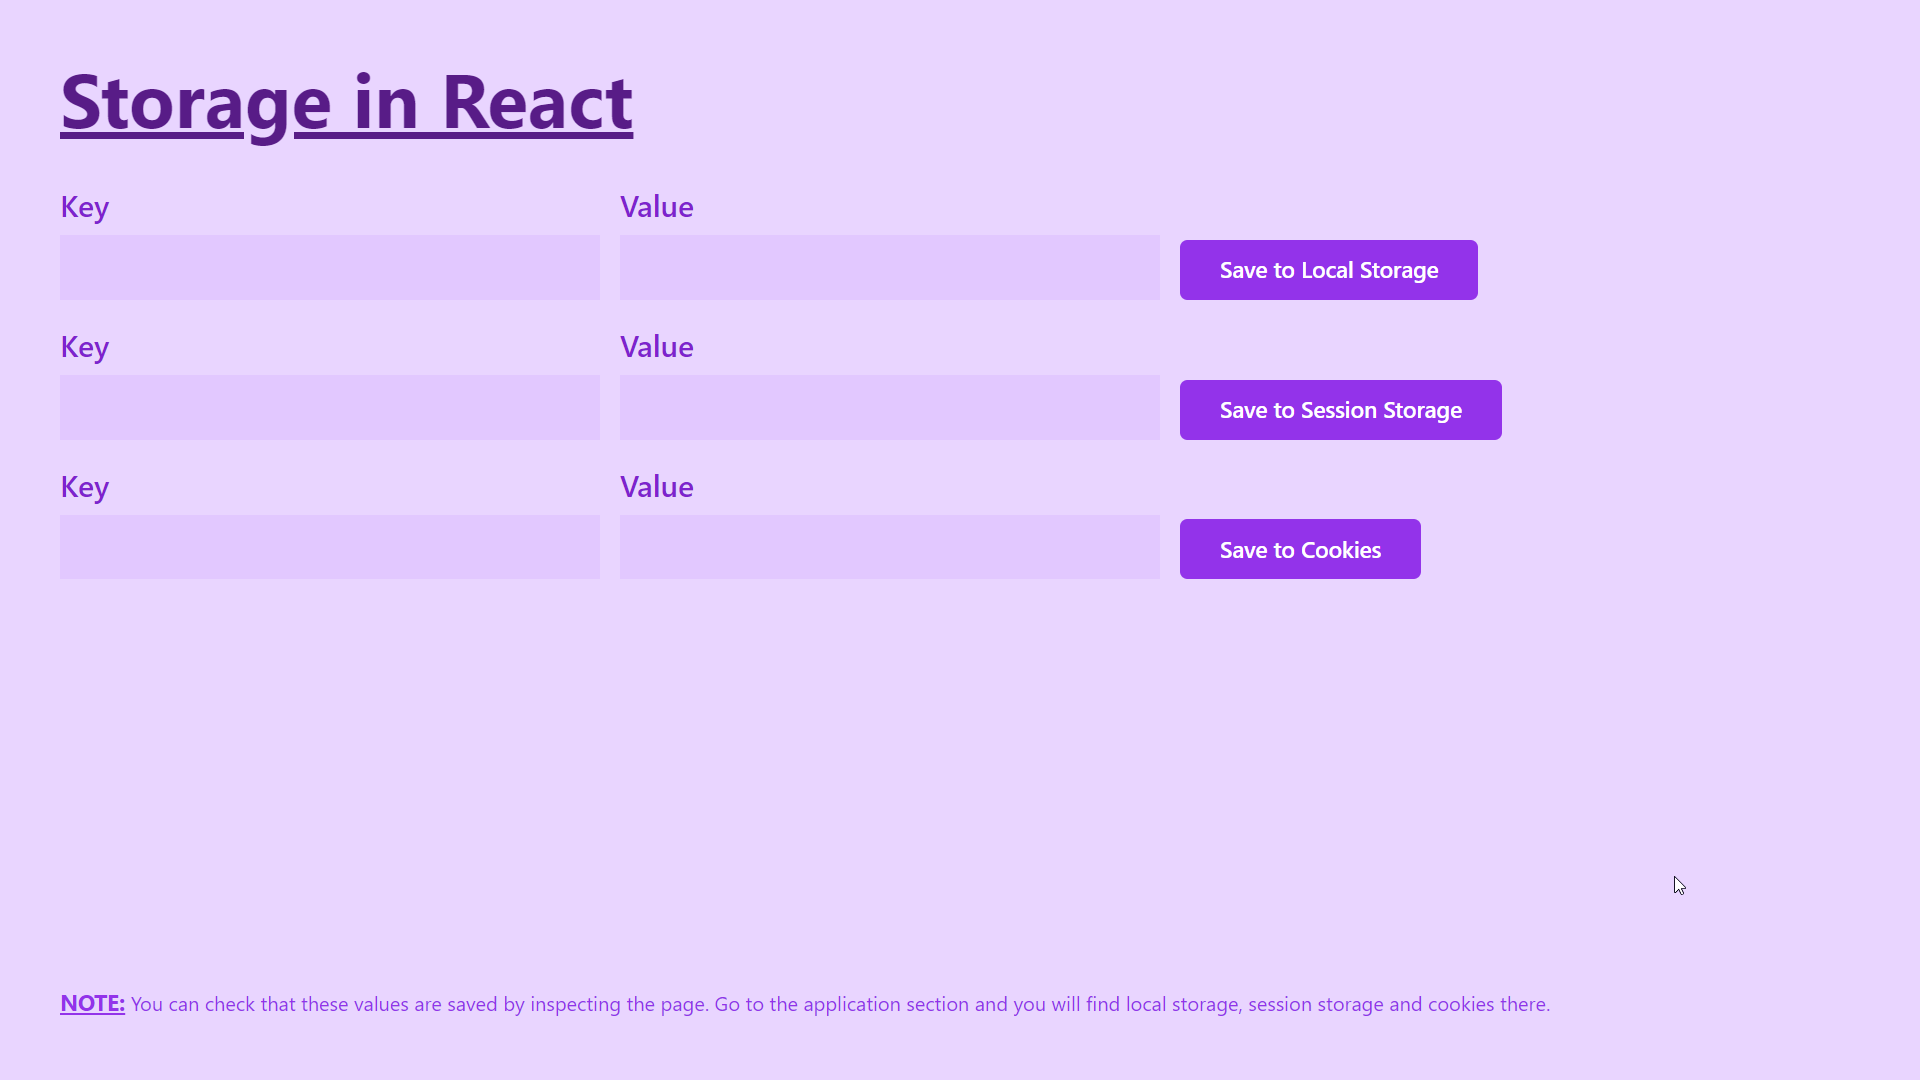 Storage in React
Key Value
Save to Local Storage
Key Value
Save to Session Storage
Key Value
Save to Cookies
NOTE: You can check that these values are saved by inspecting the page. Go to the application section and you will find local storage, session storage and cookies there.